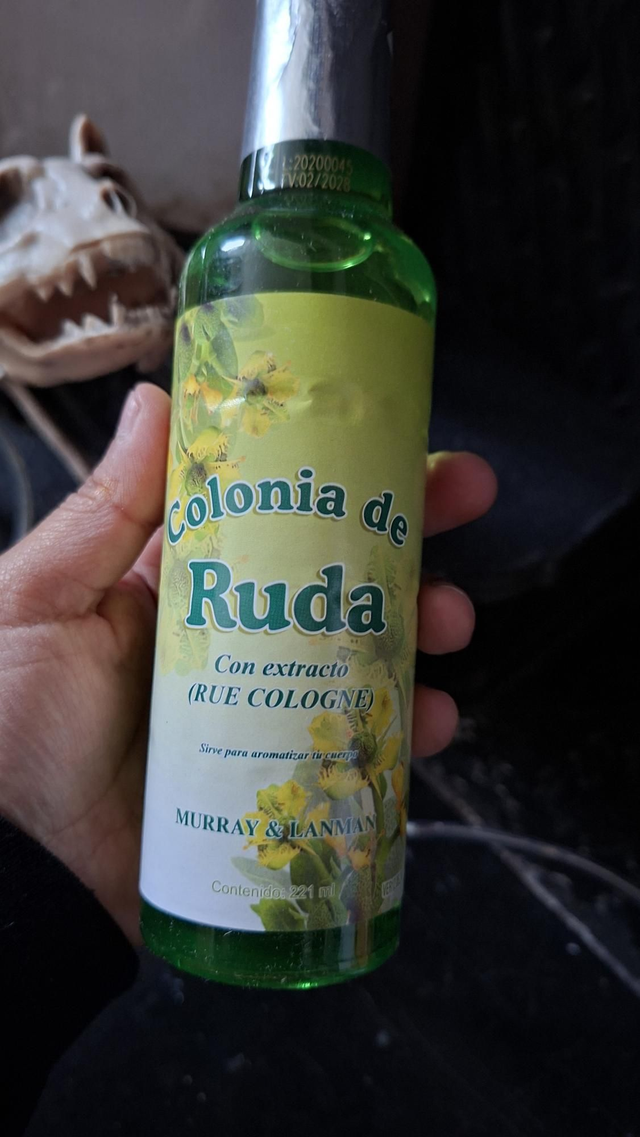 L:20200045
FV:02/2028
Colonia de
Ruda
Con extracto
(RUE COLOGNE)
Sirve para aromatizar tu cuerpo
MURRAY & LANMAN
Contenido: 221 ml